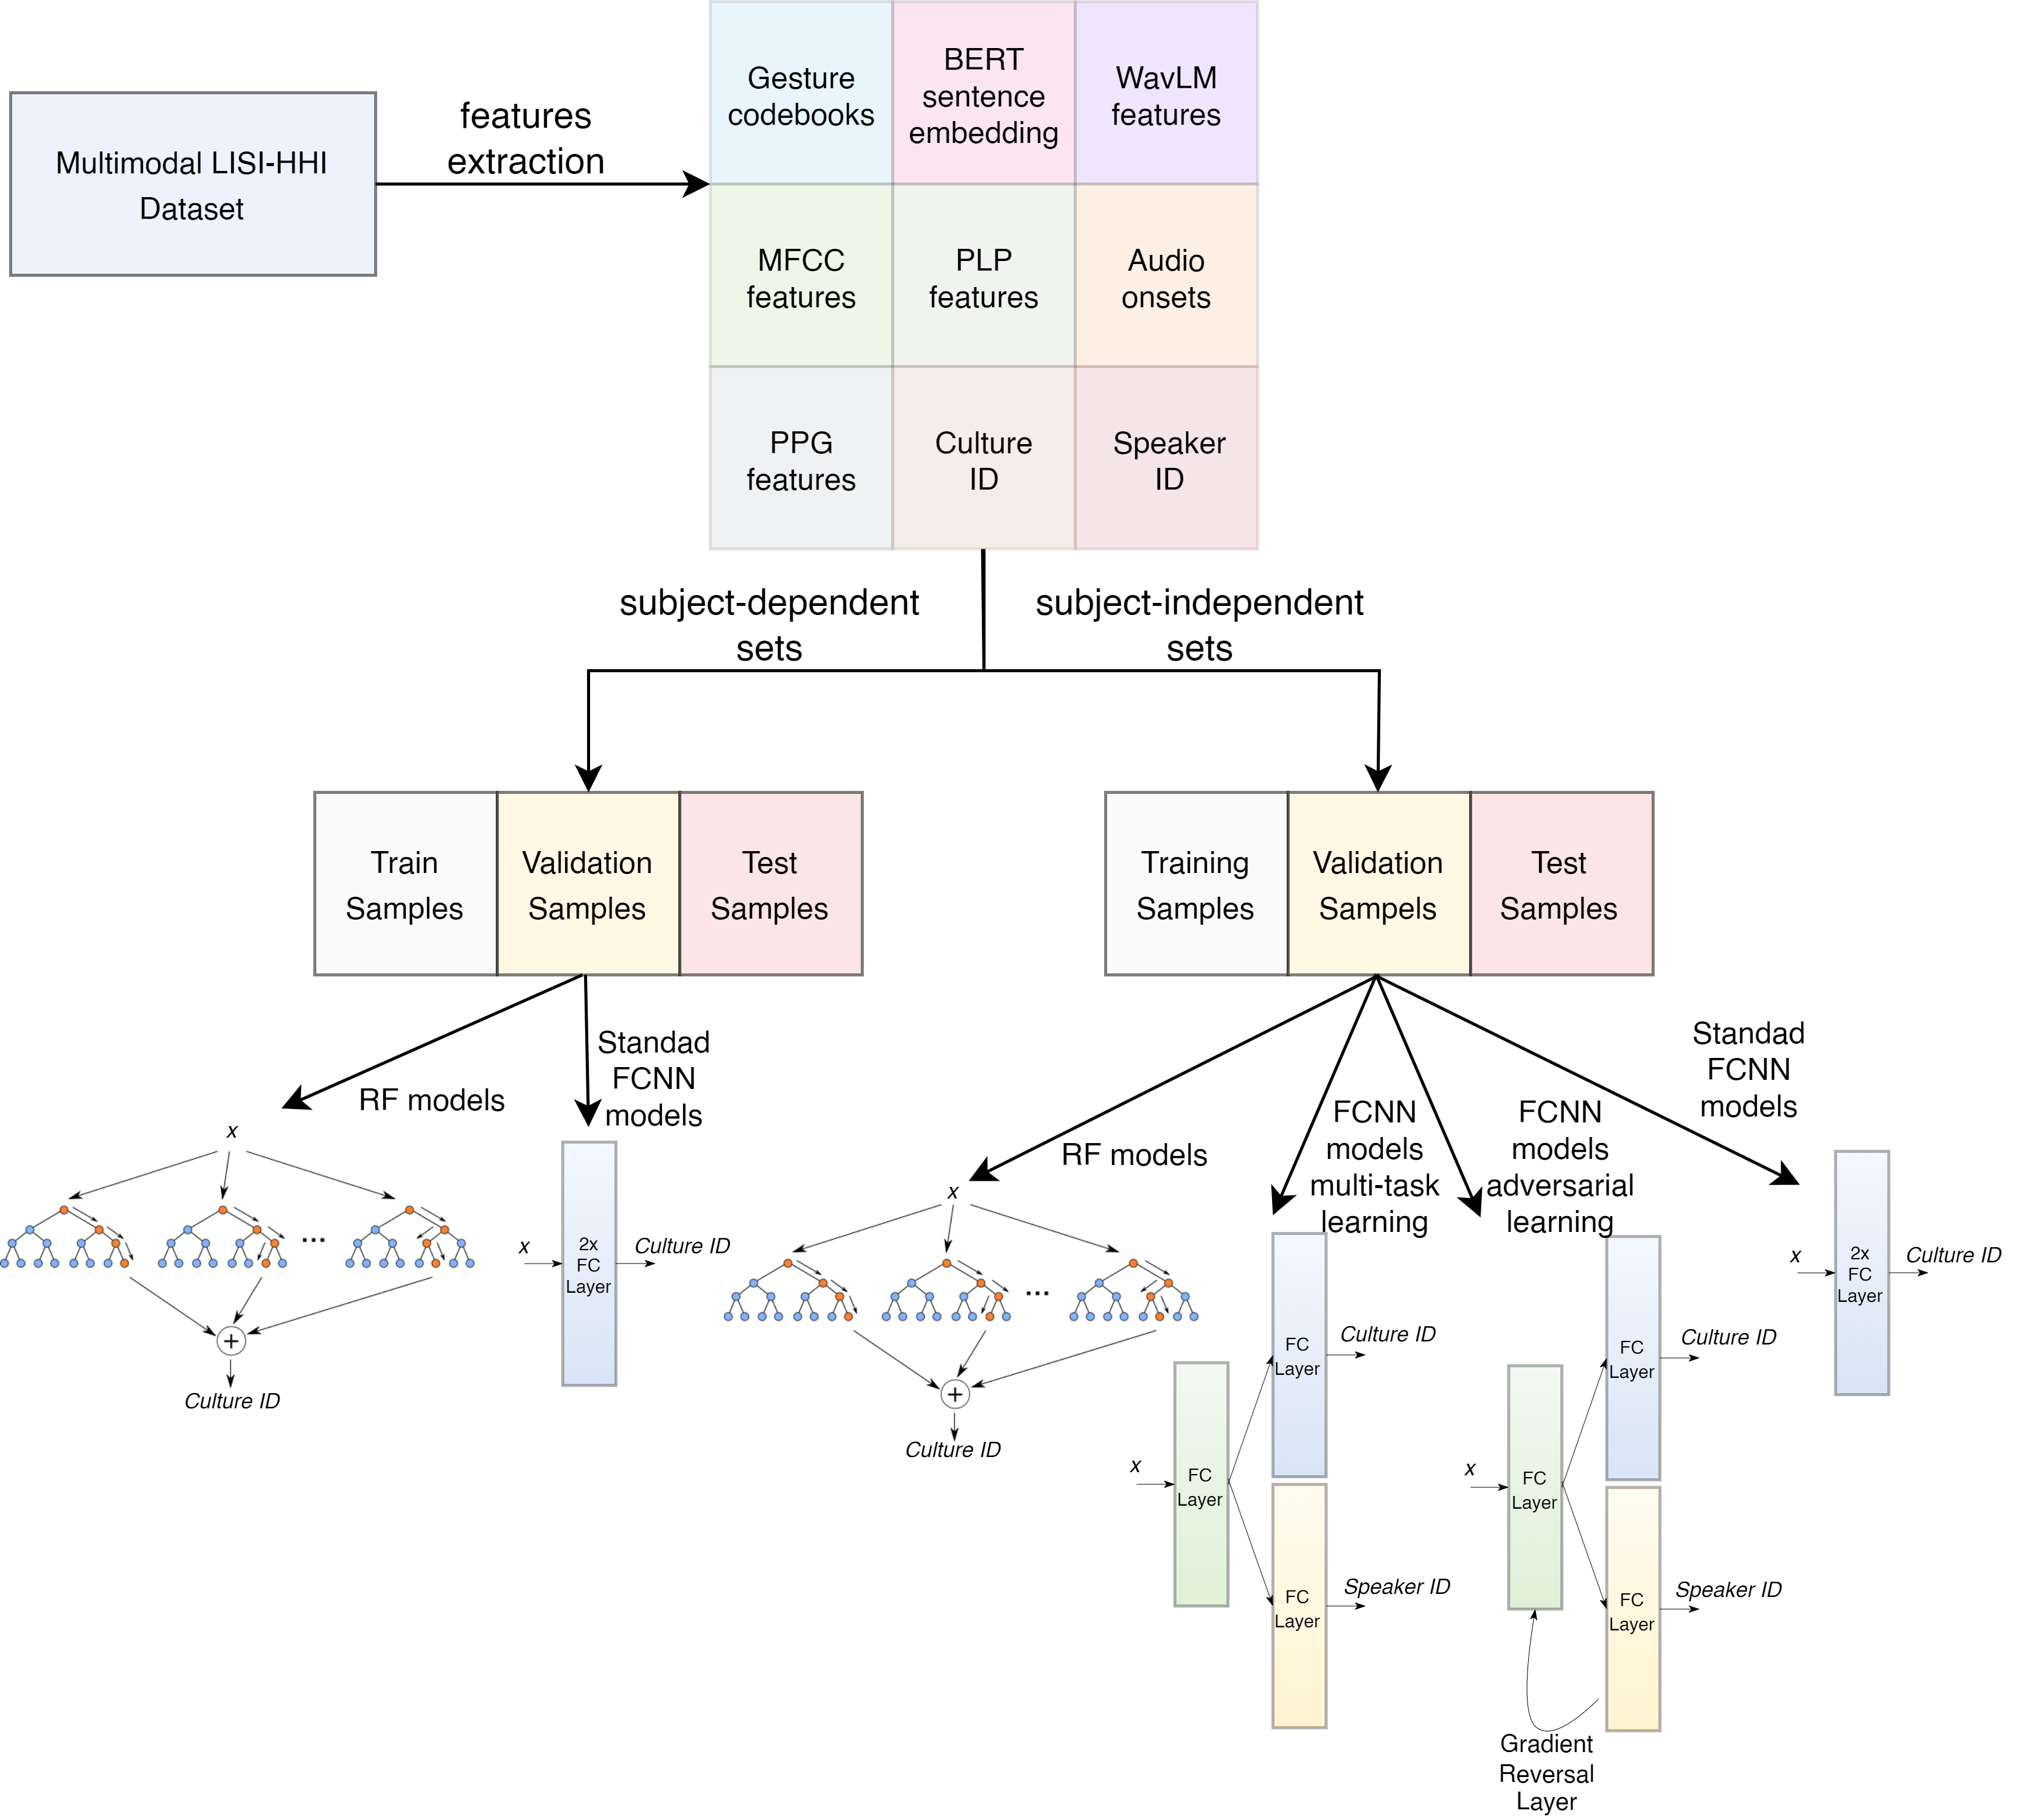 Multimodal LISI-HHI
Dataset
features
extraction
Gesture
codebooks
BERT
sentence
embedding
WavLM
features
MFCC
features
PLP
features
Audio
onsets
PPG
features
Culture
ID
Speaker
ID
subject-dependent
sets
subject-independent
sets
Train
Samples
Validation
Samples
Test
Samples
Training
Samples
Validation
Sampels
Test
Samples
RF models
Standad
FCNN
models
RF models
FCNN
models
multi-task
learning
FCNN
models
adversarial
learning
Standad
FCNN
models
x
...
+
Culture ID
x
2x
FC
Layer
Culture ID
x
...
+
Culture ID
x
FC
Layer
FC
Layer
Culture ID
FC
Layer
Speaker ID
x
FC
Layer
FC
Layer
Culture ID
FC
Layer
Speaker ID
Gradient
Reversal
Layer
x
2x
FC
Layer
Culture ID